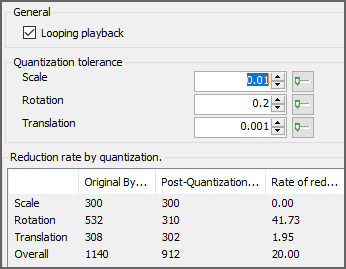 General
Looping playback
Quantization tolerance
Scale 0.01
Rotation 0.2
Translation 0.001
Reduction rate by quantization.
Original By... Post-Quantization... Rate of red...
Scale 300 300 0.00
Rotation 532 310 41.73
Translation 308 302 1.95
Overall 1140 912 20.00